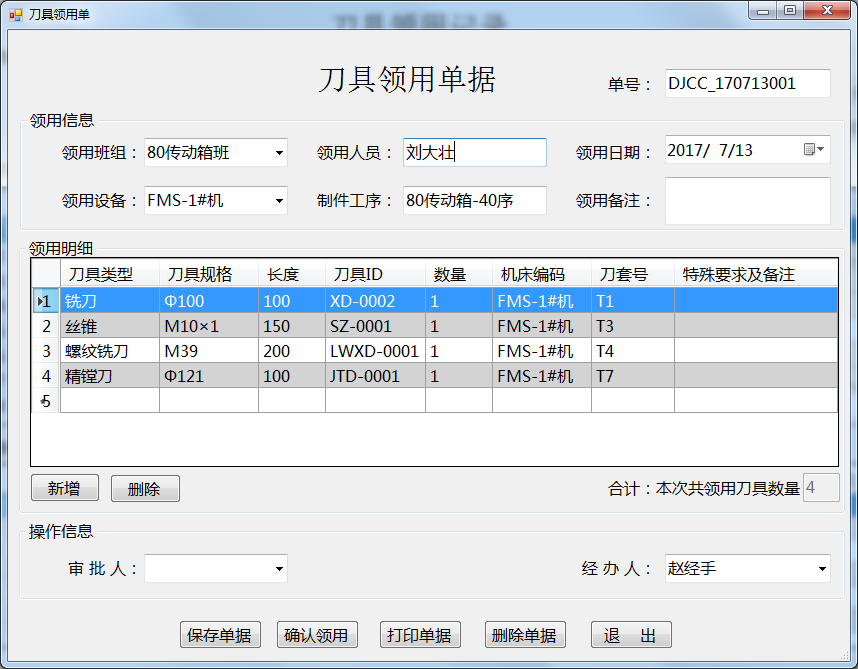 刀具领用单
刀具领用单据
单号： DJCC_170713001
领用信息
领用班组： 80传动箱班 领用人员： 刘大壮 领用日期： 2017/ 7/13
领用设备： FMS-1#机 制件工序： 80传动箱-40序 领用备注：
领用明细
刀具类型 刀具规格 长度 刀具ID 数量 机床编码 刀套号 特殊要求及备注
1 铣刀 Φ100 100 XD-0002 1 FMS-1#机 T1
2 丝锥 M10×1 150 SZ-0001 1 FMS-1#机 T3
3 螺纹铣刀 M39 200 LWXD-0001 1 FMS-1#机 T4
4 精镗刀 Φ121 100 JTD-0001 1 FMS-1#机 T7
5
新增 删除 合计：本次共领用刀具数量 4
操作信息
审 批 人： 经 办 人： 赵经手
保存单据 确认领用 打印单据 删除单据 退 出